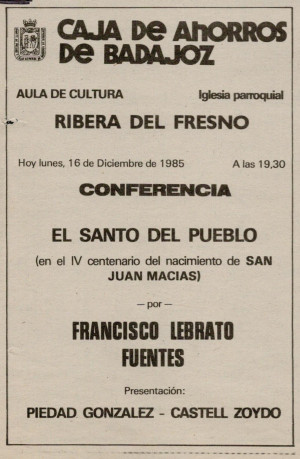 CAJA DE AHORROS
DE BADAJOZ
AULA DE CULTURA Iglesia parroquial
RIBERA DEL FRESNO
Hoy lunes, 16 de Diciembre de 1985 A las 19,30
CONFERENCIA
EL SANTO DEL PUEBLO
(en el IV centenario del nacimiento de SAN
JUAN MACIAS)
— por —
FRANCISCO LEBRATO
FUENTES
Presentación:
PIEDAD GONZALEZ - CASTELL ZOYDO